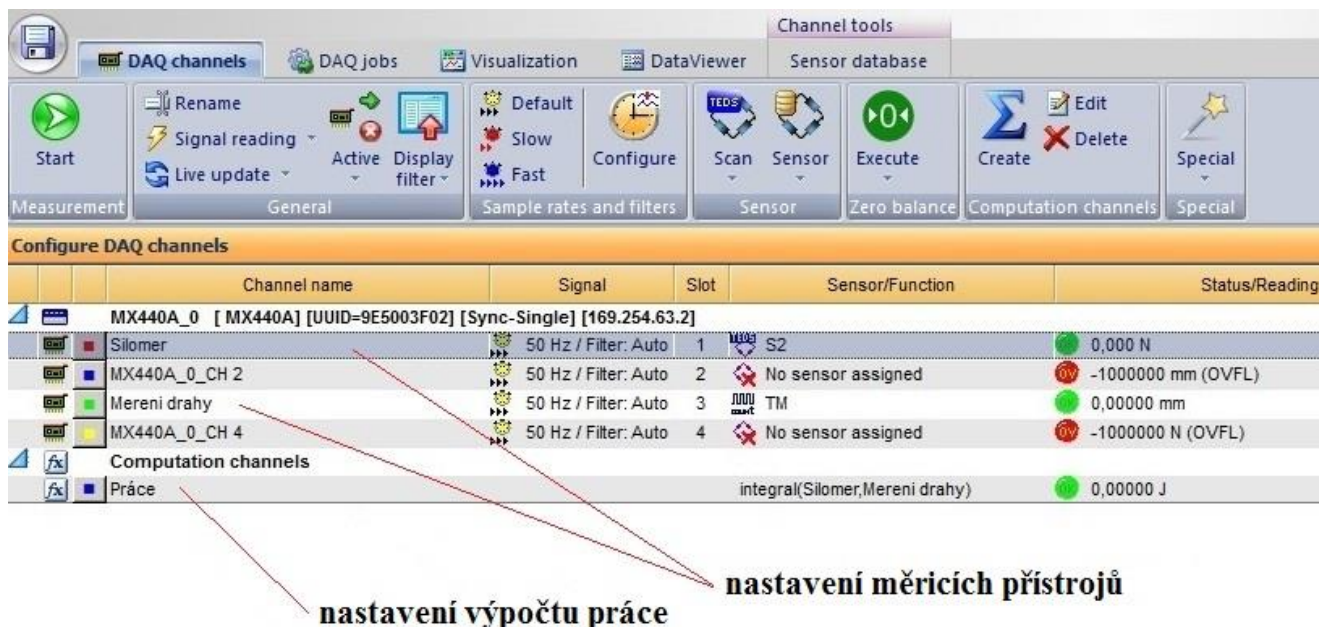 Channel tools
DAQ channels DAQ jobs Visualization DataViewer Sensor database
Start
Measurement
Rename
Signal reading
Live update
Active
Display filter
General
Default
Slow
Fast
Configure
Sample rates and filters
TEDS
Scan
Sensor
Sensor
>0<
Execute
Zero balance
Create
Edit
Delete
Computation channels
Special
Special
Configure DAQ channels
Channel name Signal Slot Sensor/Function Status/Reading
MX440A_0 [ MX440A] [UUID=9E5003F02] [Sync-Single] [169.254.63.2]
Silomer 50 Hz / Filter: Auto 1 TEDS S2 0,000 N
MX440A_0_CH 2 50 Hz / Filter: Auto 2 No sensor assigned OV -1000000 mm (OVFL)
Mereni drahy 50 Hz / Filter: Auto 3 TM 0,00000 mm
MX440A_0_CH 4 50 Hz / Filter: Auto 4 No sensor assigned OV -1000000 N (OVFL)
fx Computation channels
fx Práce integral(Silomer,Mereni drahy) 0,00000 J
nastavení měricích přístrojů
nastavení výpočtu práce